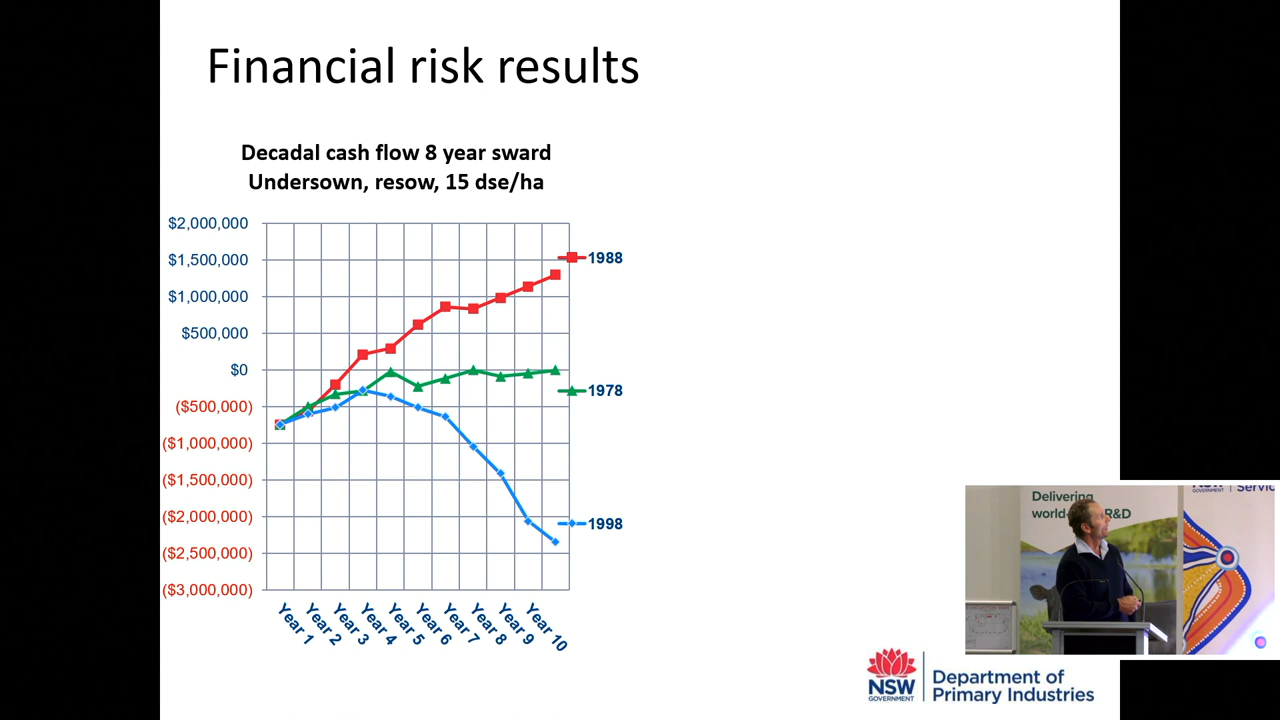 Financial risk results
Decadal cash flow 8 year sward
Undersown, resow, 15 dse/ha
$2,000,000
$1,500,000
$1,000,000
$500,000
$0
($500,000)
($1,000,000)
($1,500,000)
($2,000,000)
($2,500,000)
($3,000,000)
1988
1978
1998
Year 1
Year 2
Year 3
Year 4
Year 5
Year 6
Year 7
Year 8
Year 9
Year 10
Delivering
R&D
NSW
GOVERNMENT
NSW
GOVERNMENT
Department of
Primary Industries